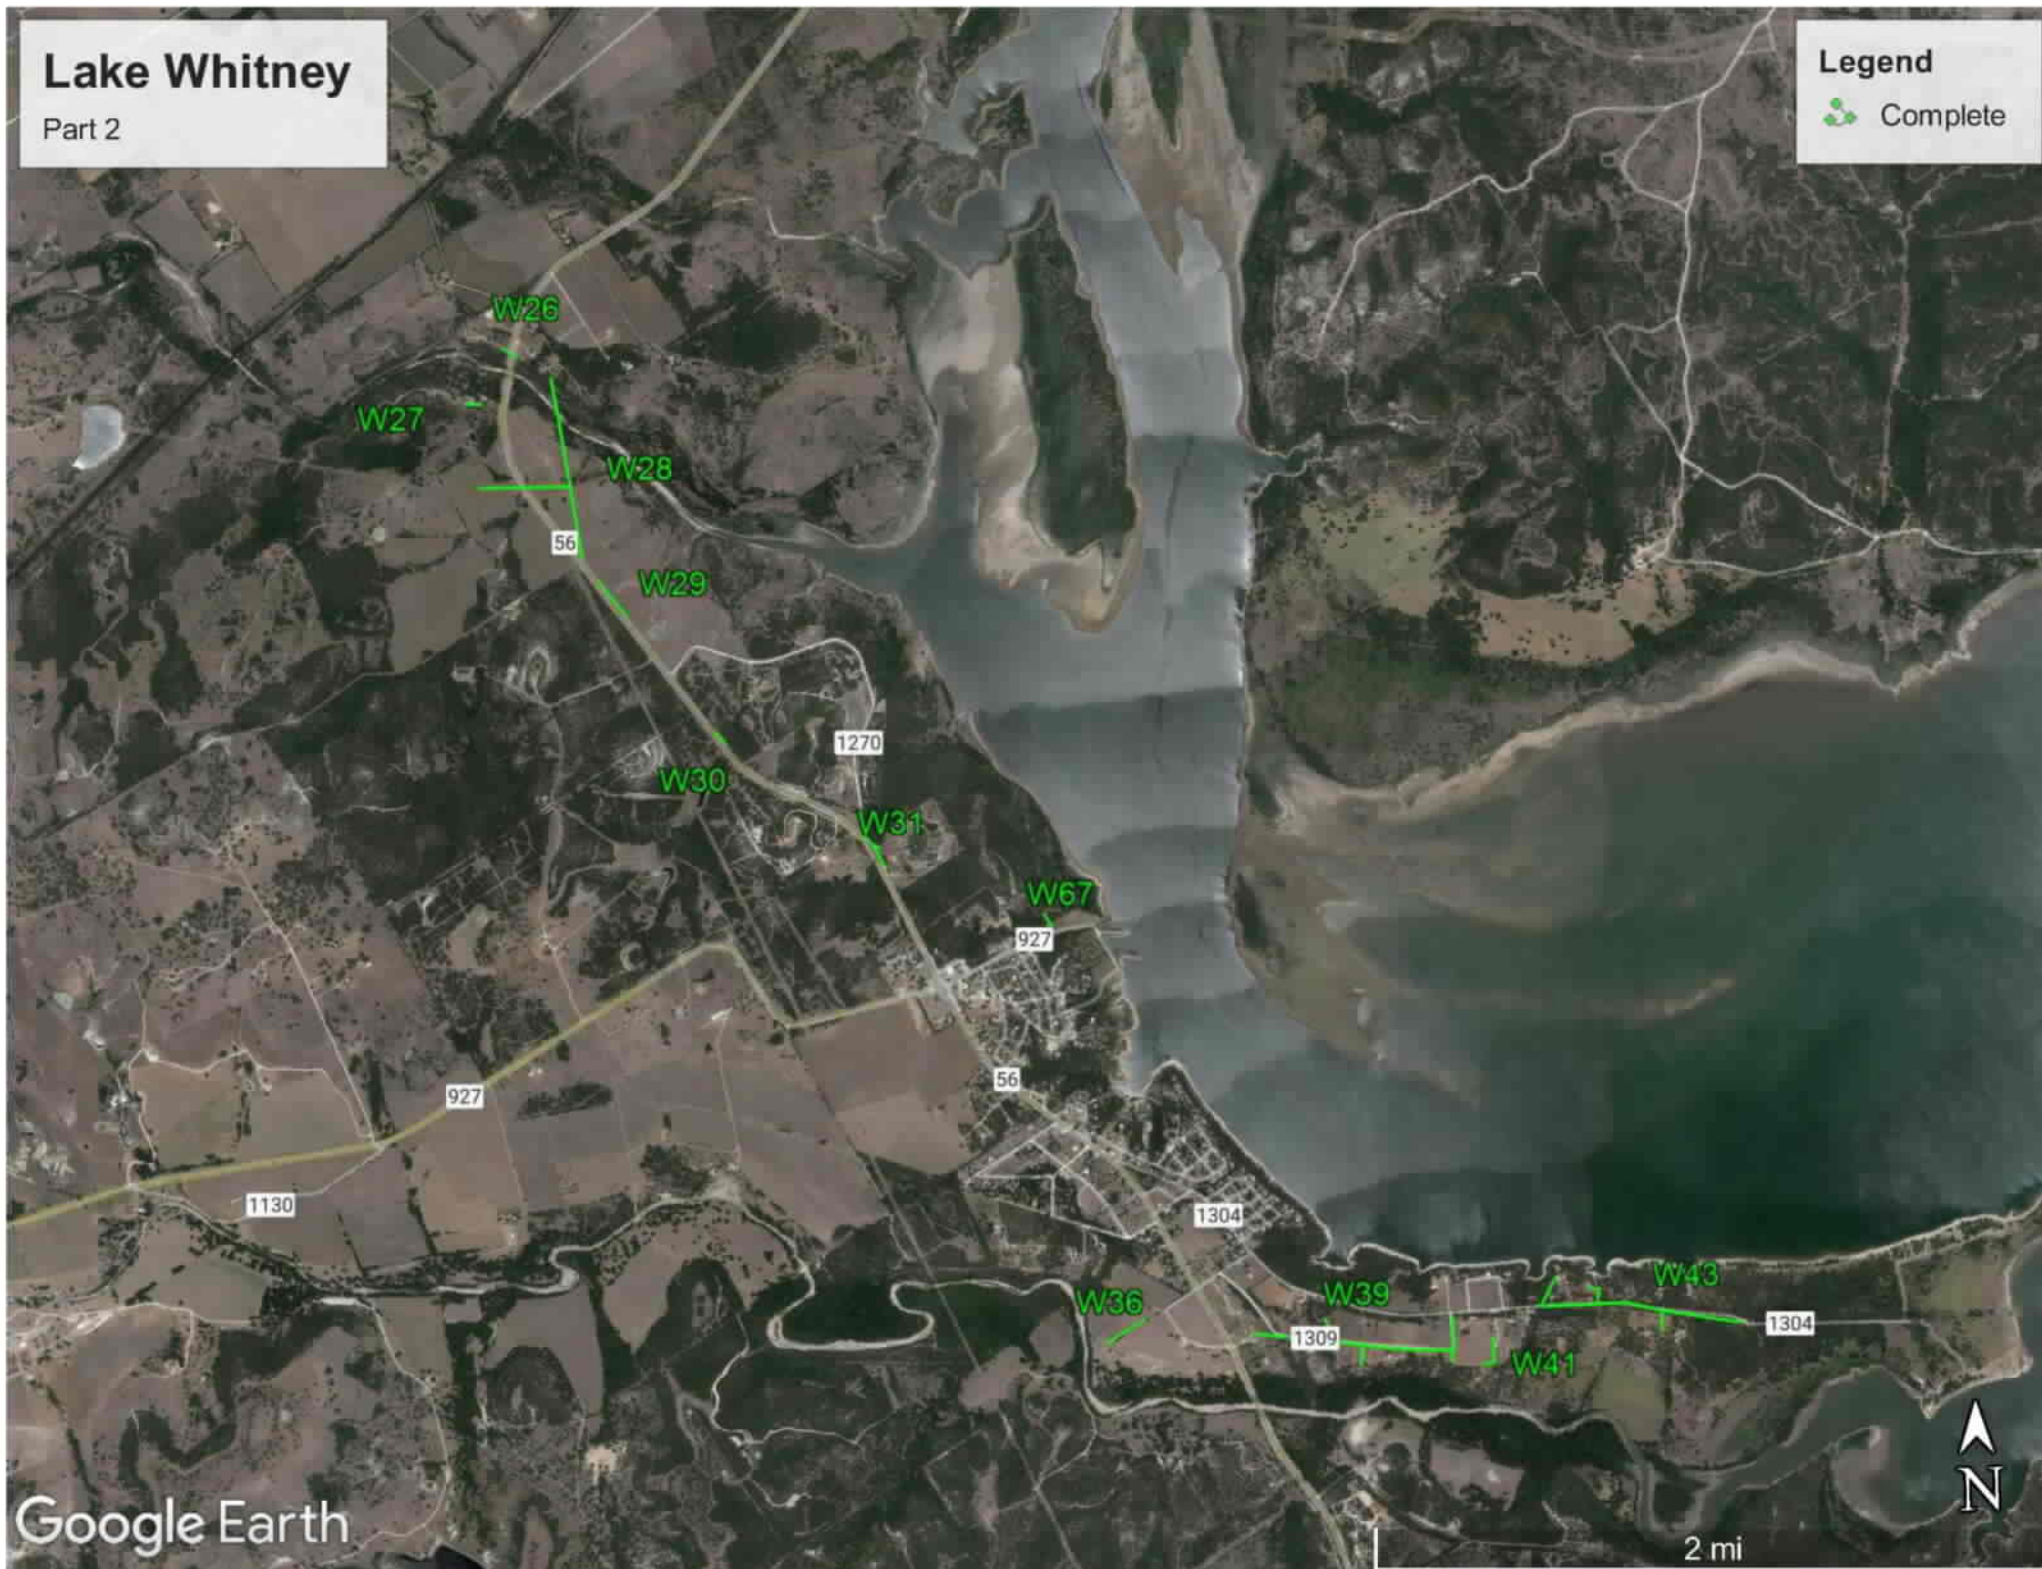 Lake Whitney
Part 2
Legend
Complete
W26
W27
W28
56
W29
1270
W30
W31
W67
927
56
927
1130
1304
W36
W39
W43
1309
1304
W41
N
Google Earth
2 mi